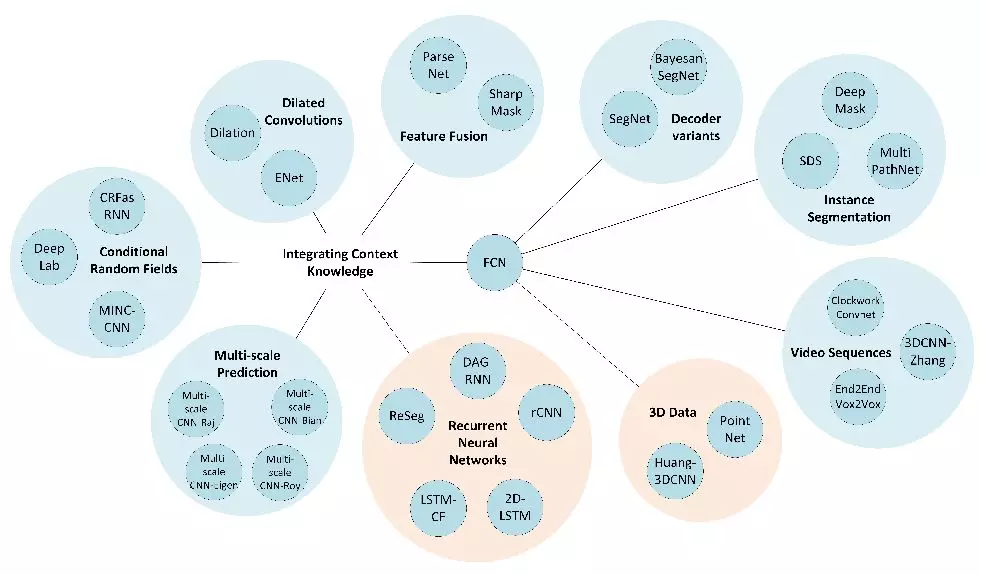 Parse
Net
Sharp
Mask
Feature Fusion
Bayesan
SegNet
SegNet
Decoder
variants
Deep
Mask
SDS
Multi
PathNet
Instance
Segmentation
Dilated
Convolutions
Dilation
ENet
CRFas
RNN
Deep
Lab
Conditional
Random Fields
MINC-
CNN
Integrating Context
Knowledge
FCN
Clockwork
Convnet
Video Sequences
3DCNN-
Zhang
End2End
Vox2Vox
Multi-scale
Prediction
Multi-
scale
CNN-Raj
Multi-
scale
CNN-Bian
Multi
scale
CNN-Eigen
Multi-
scale
CNN-Roy
DAG
RNN
ReSeg
rCNN
Recurrent
Neural
Networks
LSTM-
CF
2D-
LSTM
3D Data
Point
Net
Huang-
3DCNN